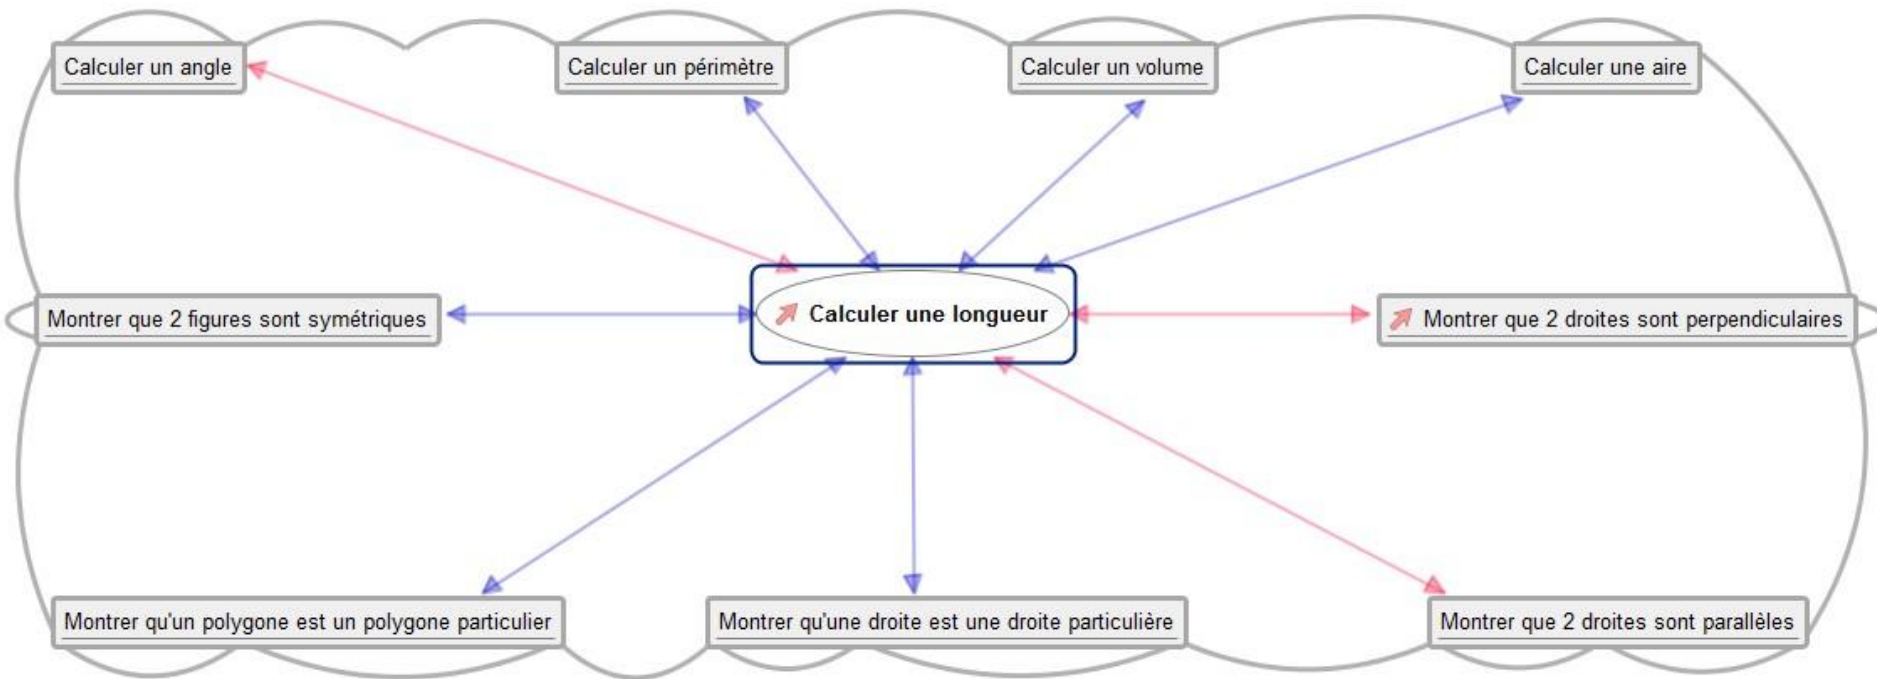 Calculer un angle
Calculer un périmètre
Calculer un volume
Calculer une aire
Montrer que 2 figures sont symétriques
Calculer une longueur
Montrer que 2 droites sont perpendiculaires
Montrer qu'un polygone est un polygone particulier
Montrer qu'une droite est une droite particulière
Montrer que 2 droites sont parallèles